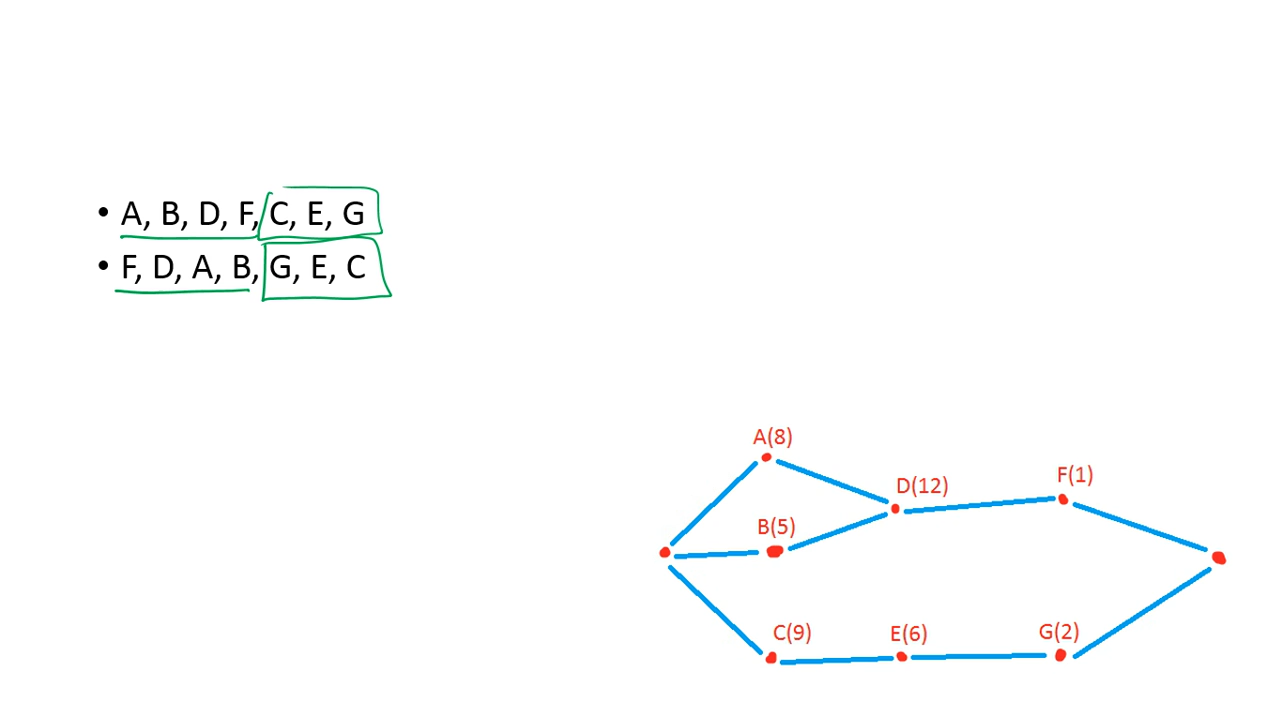 • A, B, D, F, C, E, G
• F, D, A, B, G, E, C
A(8)
D(12)
F(1)
B(5)
C(9)
E(6)
G(2)